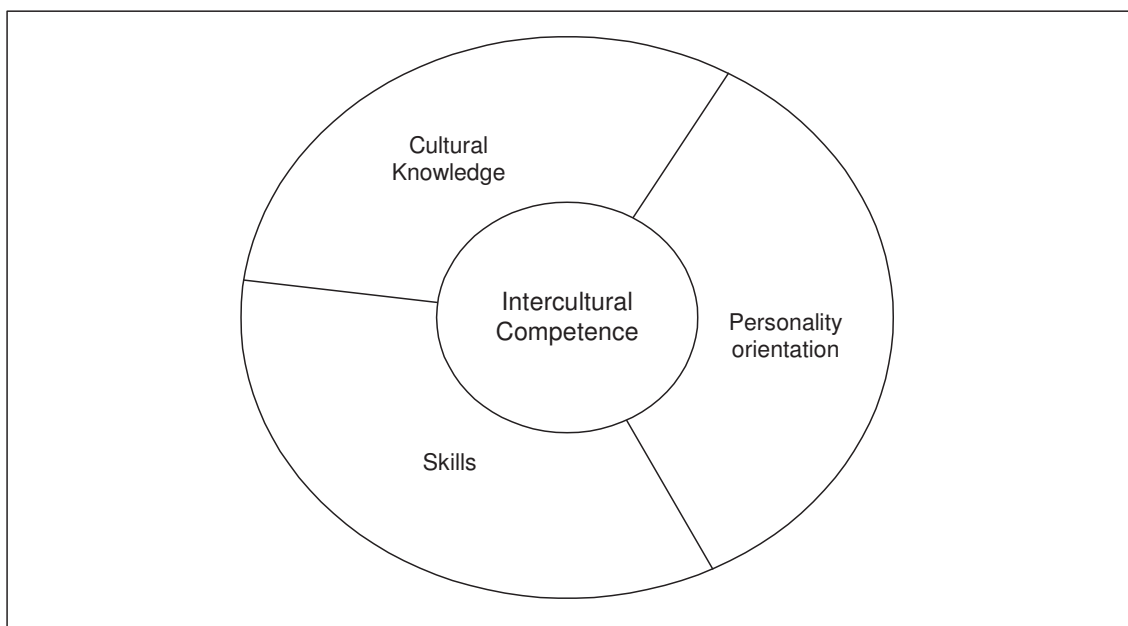 Cultural
Knowledge
Intercultural
Competence
Personality
orientation
Skills